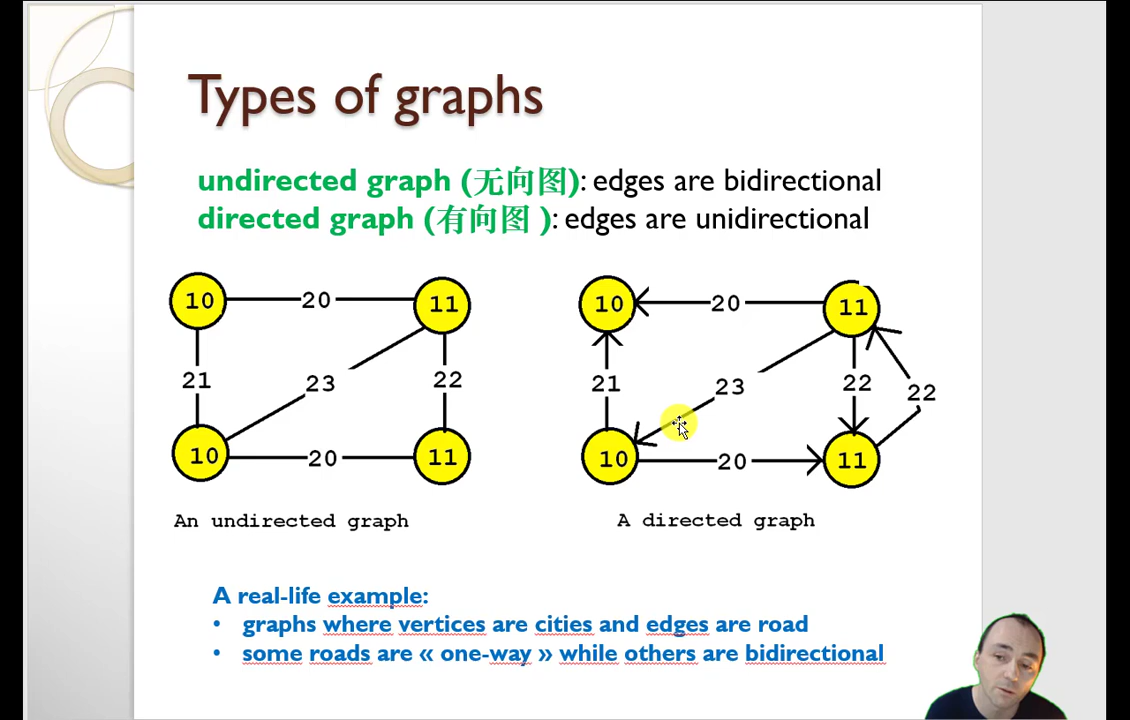 Types of graphs
undirected graph (无向图): edges are bidirectional
directed graph (有向图 ): edges are unidirectional
10 20 11
21 23 22
10 20 11
An undirected graph
10 20 11
21 23 22 22
10 20 11
A directed graph
A real-life example:
• graphs where vertices are cities and edges are road
• some roads are « one-way » while others are bidirectional